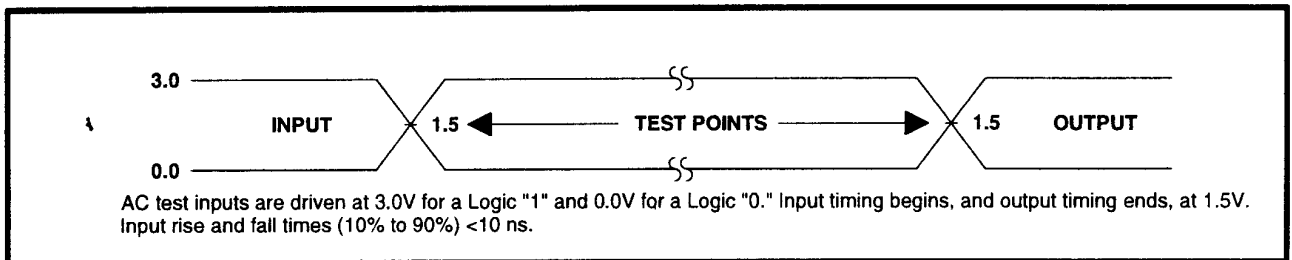 3.0
INPUT 1.5 TEST POINTS 1.5 OUTPUT
0.0
AC test inputs are driven at 3.0V for a Logic "1" and 0.0V for a Logic "0." Input timing begins, and output timing ends, at 1.5V.
Input rise and fall times (10% to 90%) <10 ns.